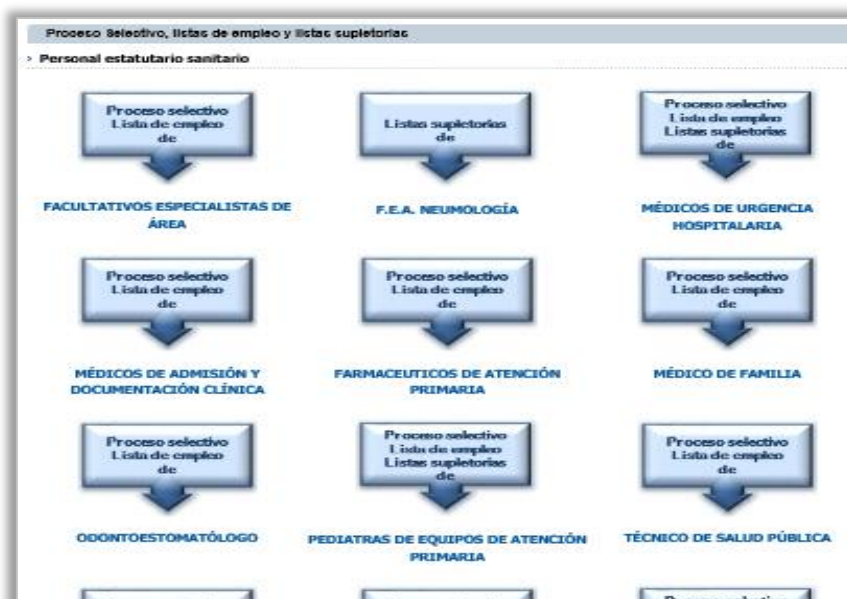 Proceso Selectivo, listas de empleo y listas supletorias
Personal estatutario sanitario
Proceso selectivo
Lista de empleo
de
FACULTATIVOS ESPECIALISTAS DE
ÁREA
Listas supletorias
de
F.E.A. NEUMOLOGÍA
Proceso selectivo
Lista de empleo
Listas supletorias
de
MÉDICOS DE URGENCIA
HOSPITALARIA
Proceso selectivo
Lista de empleo
de
MÉDICOS DE ADMISIÓN Y
DOCUMENTACIÓN CLÍNICA
Proceso selectivo
Lista de empleo
de
FARMACEUTICOS DE ATENCIÓN
PRIMARIA
Proceso selectivo
Lista de empleo
de
MÉDICO DE FAMILIA
Proceso selectivo
Lista de empleo
de
ODONTOESTOMATÓLOGO
Proceso selectivo
Lista de empleo
Listas supletorias
de
PEDIATRAS DE EQUIPOS DE ATENCIÓN
PRIMARIA
Proceso selectivo
Lista de empleo
de
TÉCNICO DE SALUD PÚBLICA